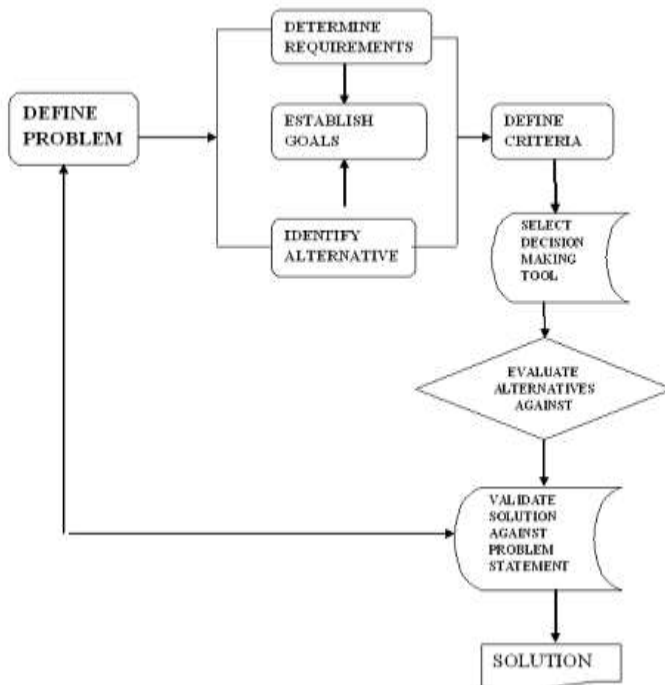 DETERMINE
REQUIREMENTS
DEFINE
PROBLEM
ESTABLISH
GOALS
DEFINE
CRITERIA
IDENTIFY
ALTERNATIVE
SELECT
DECISION
MAKING
TOOL
EVALUATE
ALTERNATIVES
AGAINST
VALIDATE
SOLUTION
AGAINST
PROBLEM
STATEMENT
SOLUTION